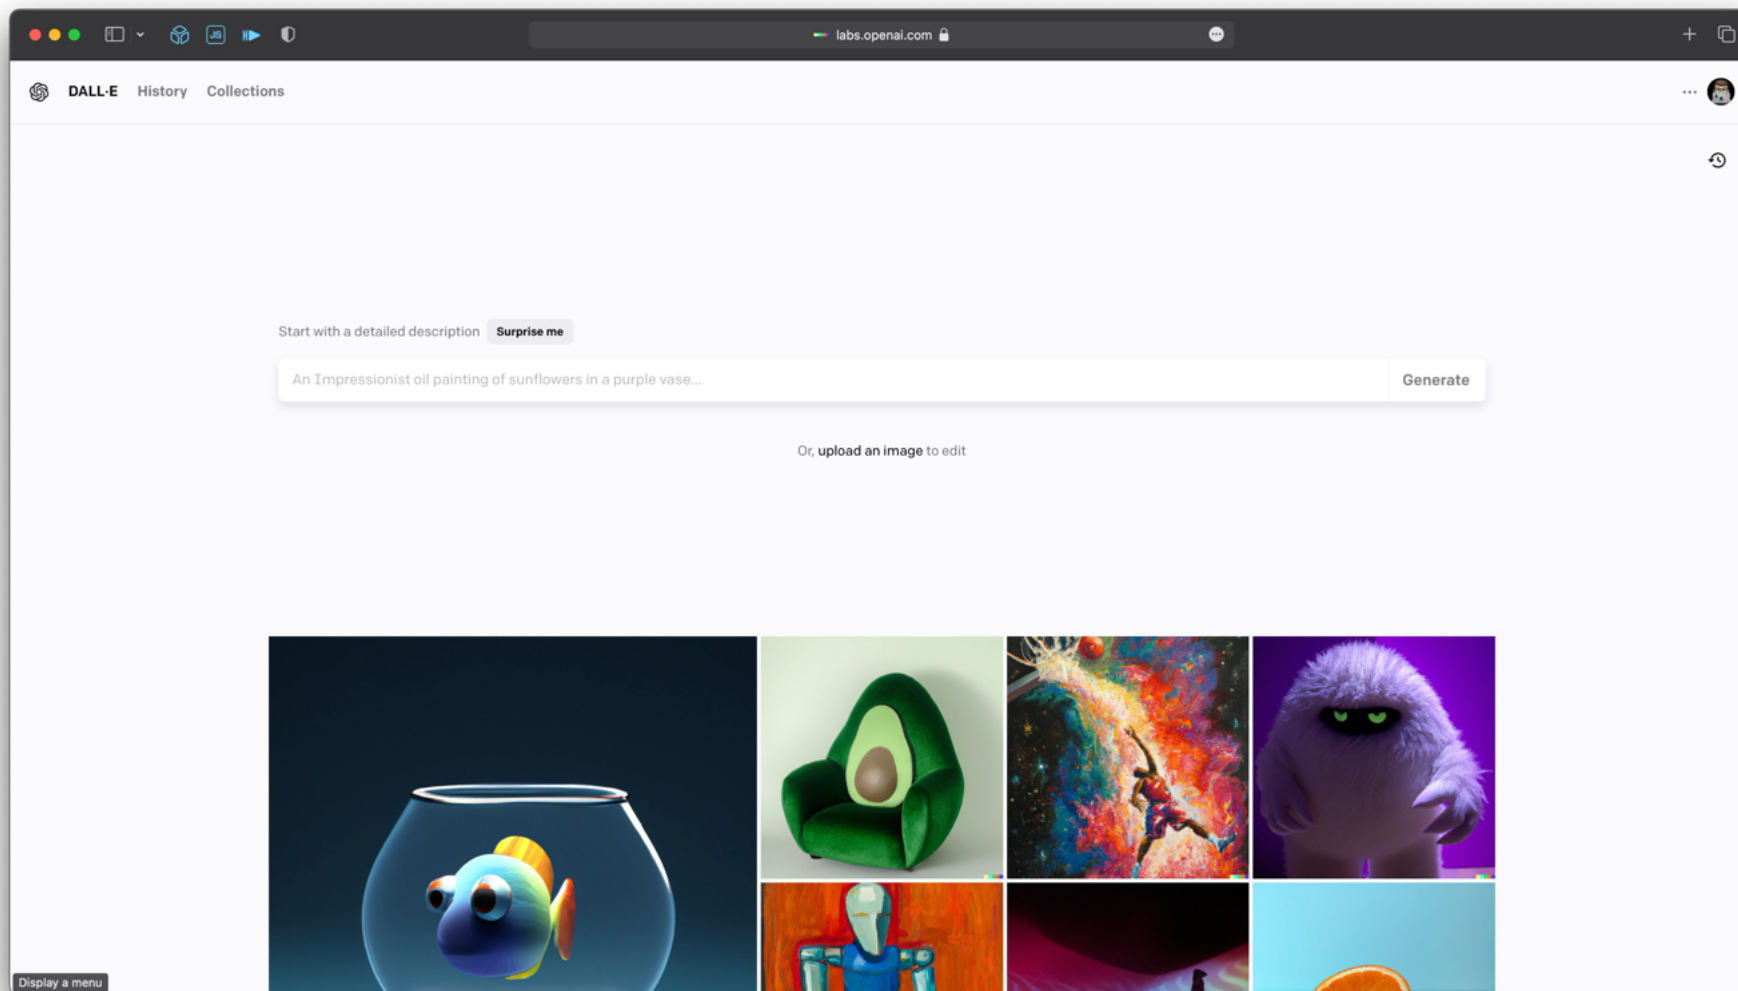 labs.openai.com
JS
DALL·E History Collections
Start with a detailed description Surprise me
An Impressionist oil painting of sunflowers in a purple vase... Generate
Or, upload an image to edit
Display a menu